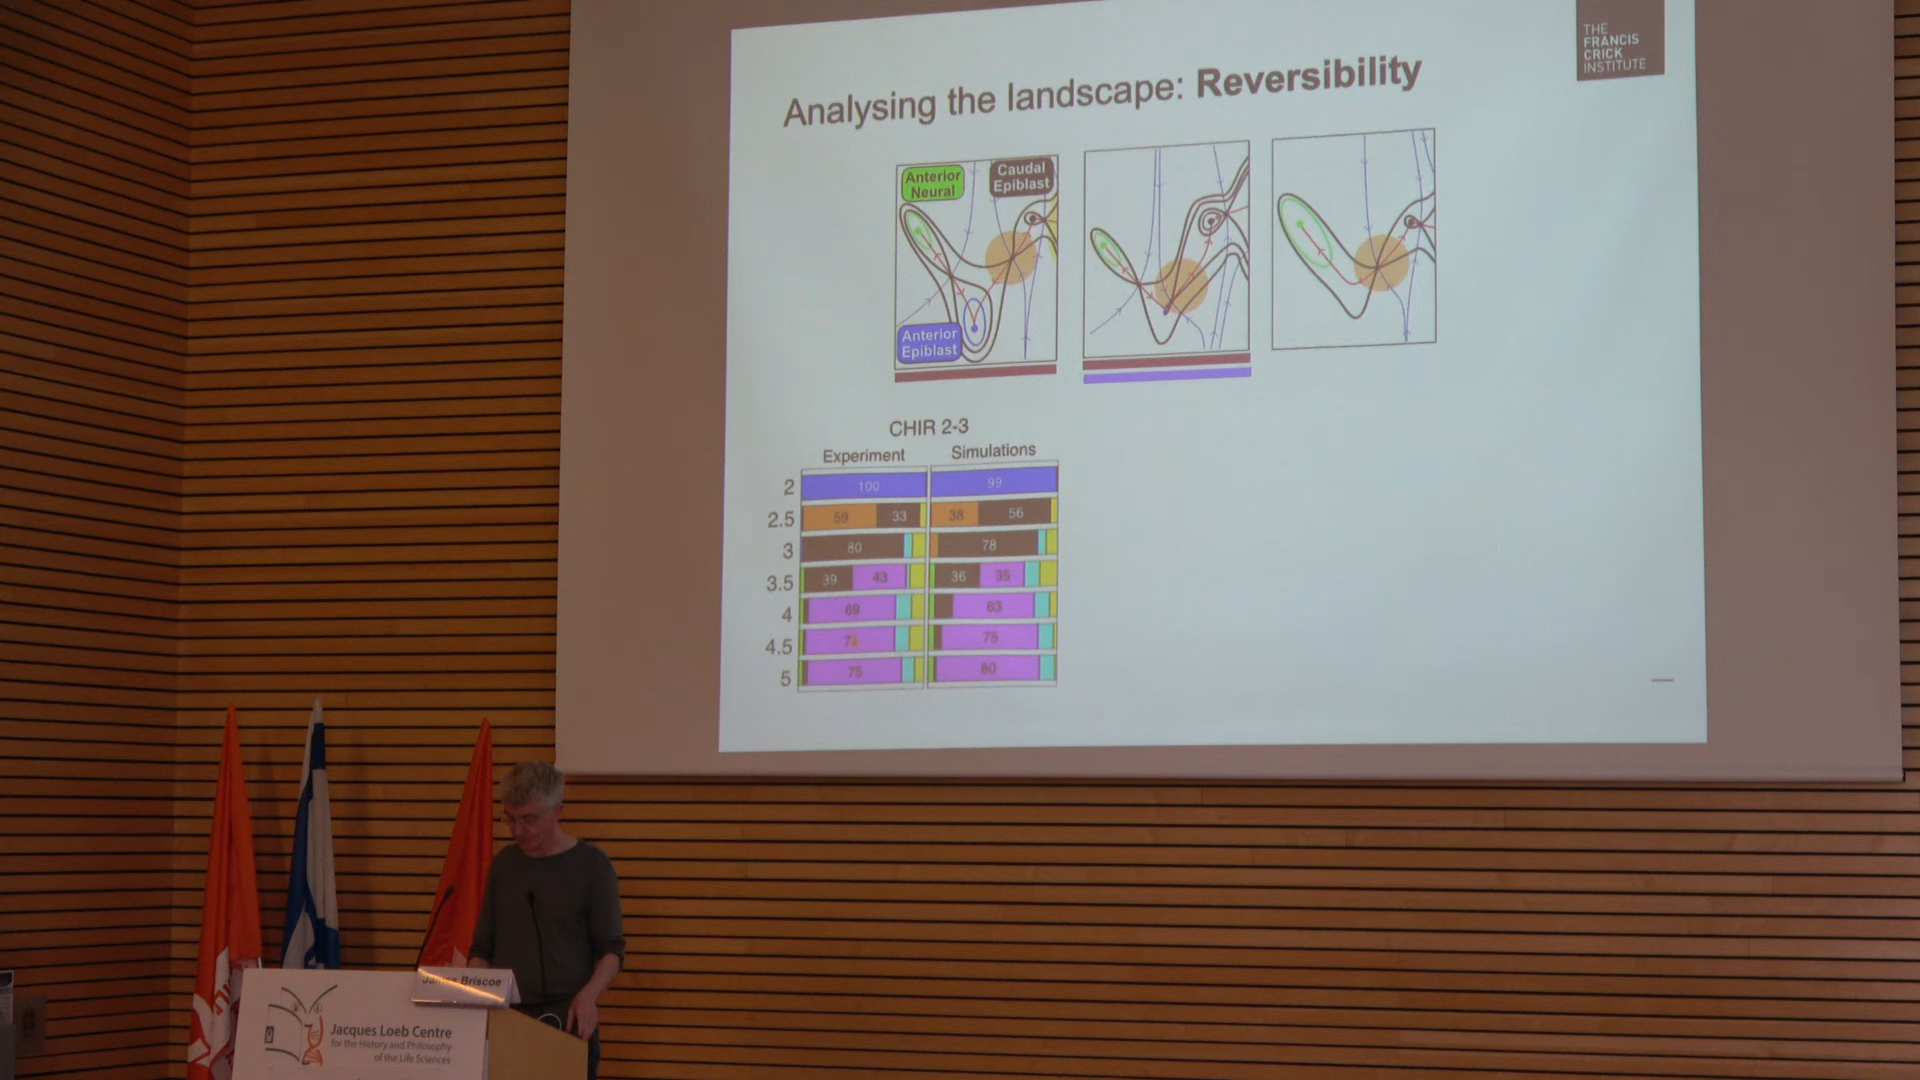 THE
FRANCIS
CRICK
INSTITUTE
Analysing the landscape: Reversibility
Anterior
Neural
Caudal
Epiblast
Anterior
Epiblast
CHIR 2-3
Experiment Simulations
2 100 99
2.5 59 33 38 56
3 80 78
3.5 39 43 36 35
4 69 63
4.5 75
5 75 80
Briscoe
Jacques Loeb Centre
for the History and Philosophy
of the Life Sciences